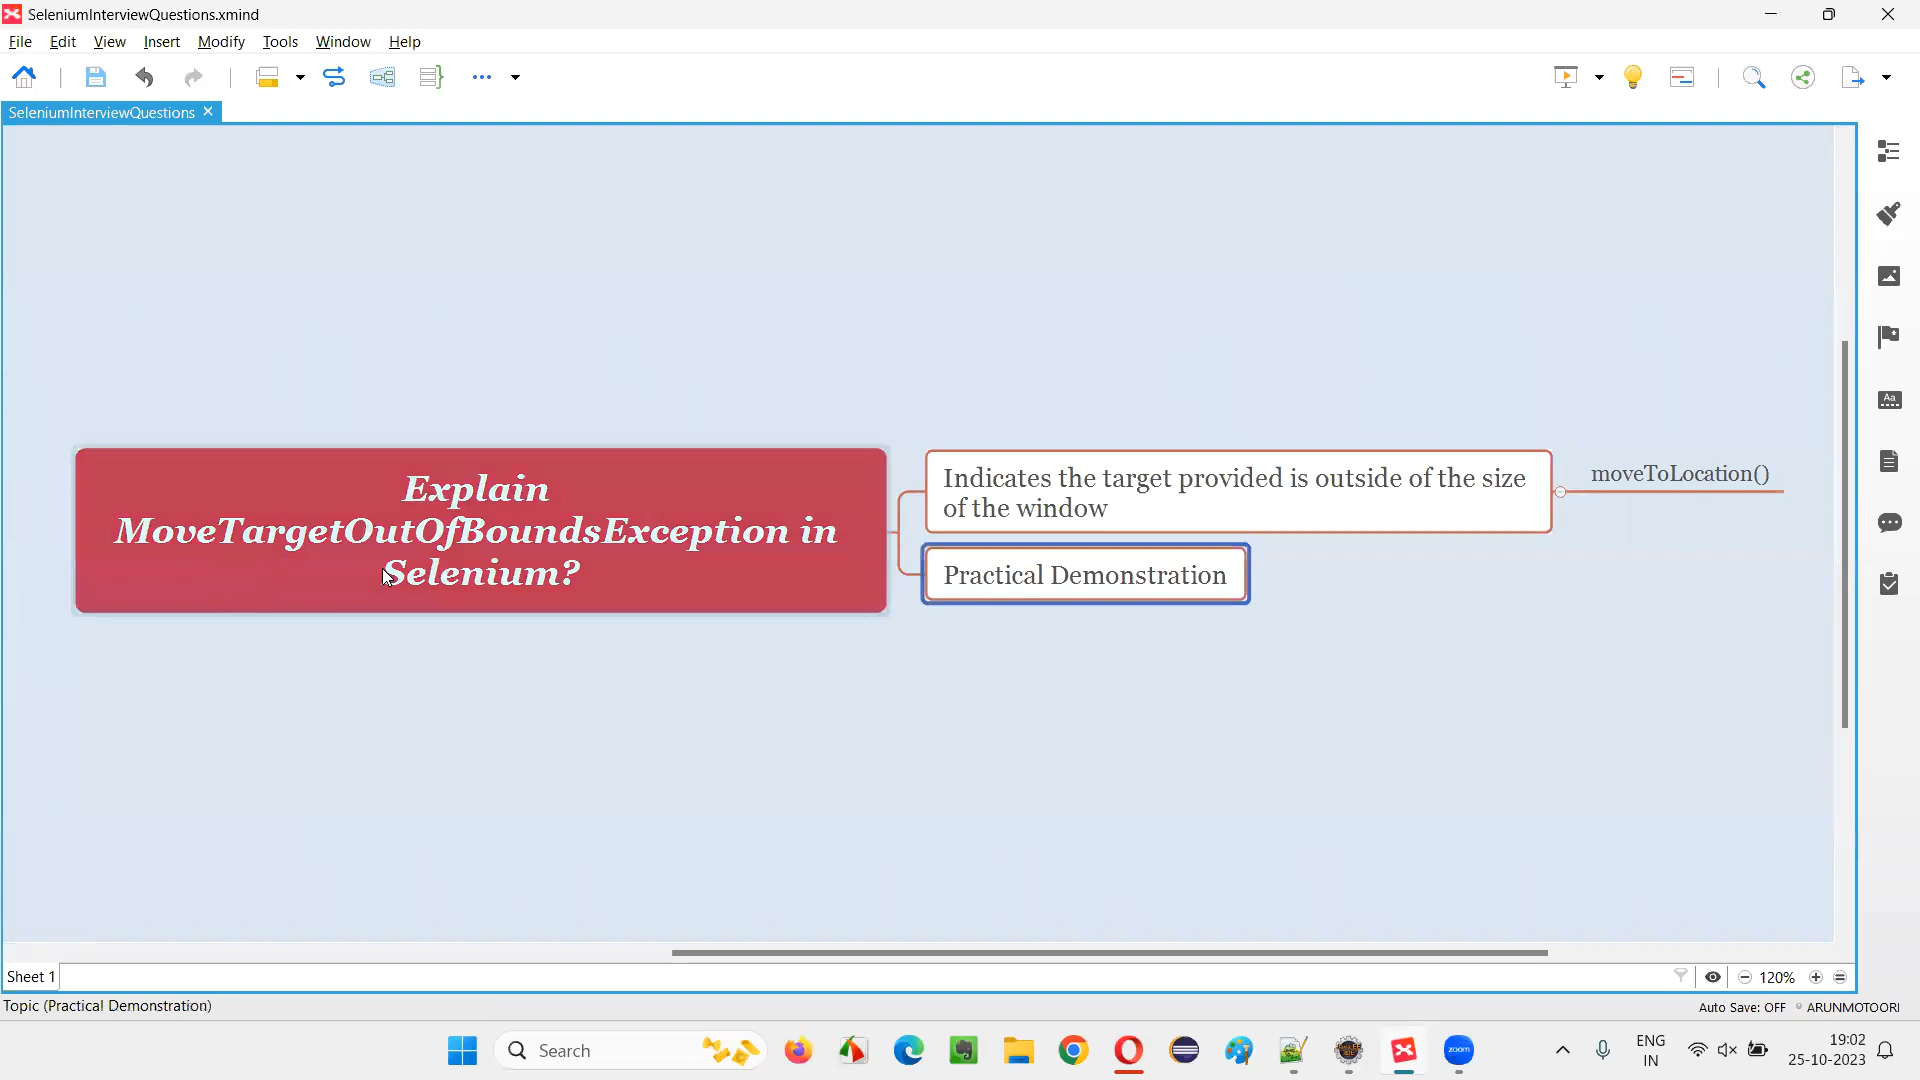 SeleniumInterviewQuestions.xmind
File Edit View Insert Modify Tools Window Help
SeleniumInterviewQuestions
Explain
MoveTargetOutOfBoundsException in
Selenium?
Indicates the target provided is outside of the size
of the window
moveToLocation()
Practical Demonstration
Aa
Sheet 1
120%
Topic (Practical Demonstration)
Auto Save: OFF
ARUNMOTOORI
Search
zoom
ENG
IN
19:02
25-10-2023